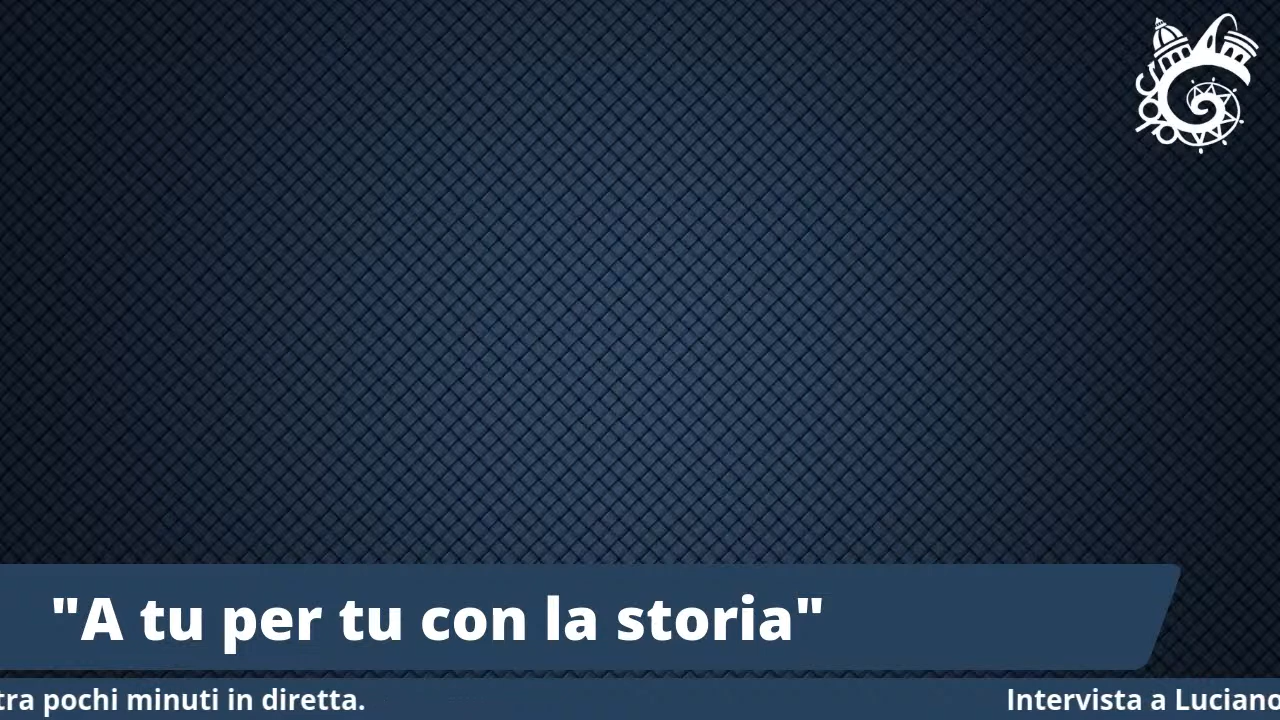 "A tu per tu con la storia"
tra pochi minuti in diretta. Intervista a Luciano